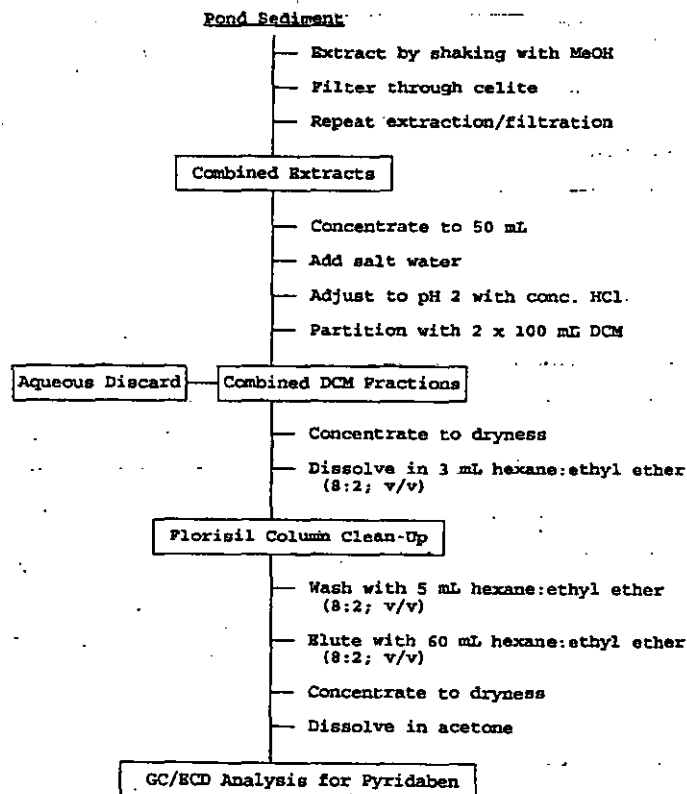 Pond Sediment
Extract by shaking with MeOH
Filter through celite
Repeat extraction/filtration
Combined Extracts
Concentrate to 50 mL
Add salt water
Adjust to pH 2 with conc. HCl
Partition with 2 x 100 mL DCM
Aqueous Discard
Combined DCM Fractions
Concentrate to dryness
Dissolve in 3 mL hexane:ethyl ether
(8:2; v/v)
Florisil Column Clean-Up
Wash with 5 mL hexane:ethyl ether
(8:2; v/v)
Elute with 60 mL hexane:ethyl ether
(8:2; v/v)
Concentrate to dryness
Dissolve in acetone
GC/ECD Analysis for Pyridaben